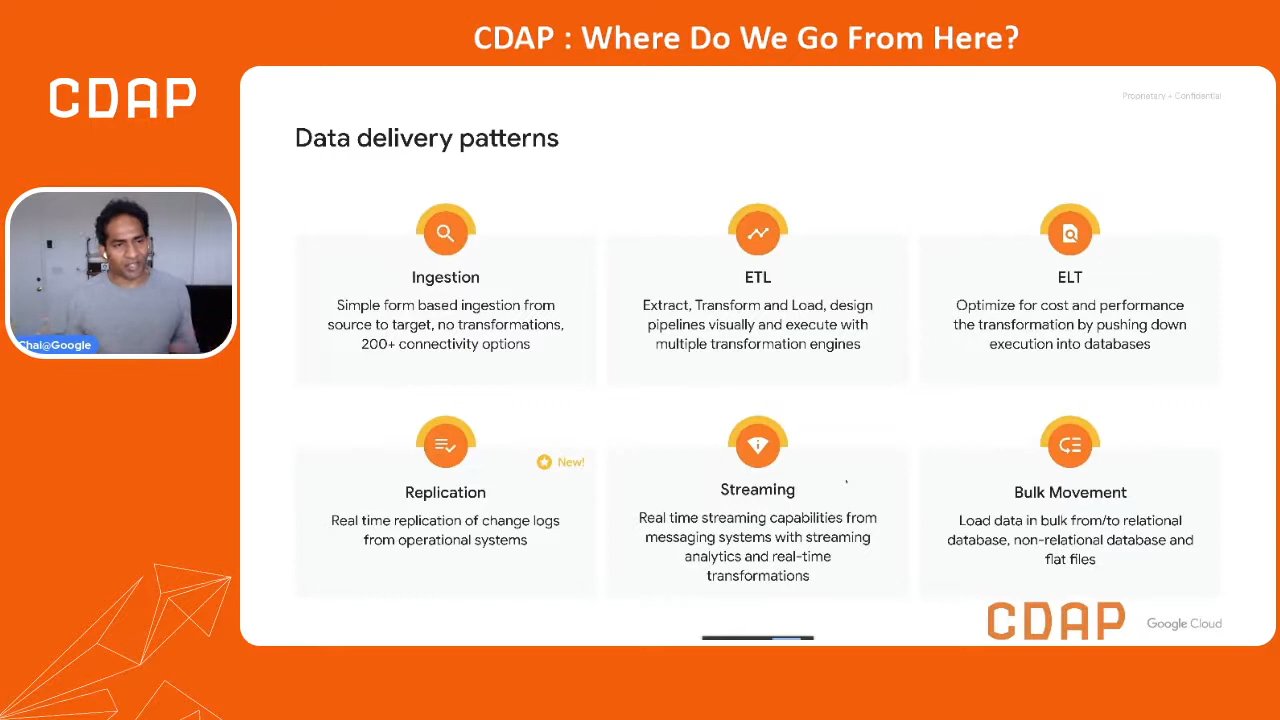 CDAP : Where Do We Go From Here?
CDAP
Proprietary + Confidential
Data delivery patterns
Ingestion
Simple form based ingestion from
source to target, no transformations,
200+ connectivity options
ETL
Extract, Transform and Load, design
pipelines visually and execute with
multiple transformation engines
ELT
Optimize for cost and performance
the transformation by pushing down
execution into databases
Chal@Google
New!
Replication
Real time replication of change logs
from operational systems
Streaming
Real time streaming capabilities from
messaging systems with streaming
analytics and real-time
transformations
Bulk Movement
Load data in bulk from/to relational
database, non-relational database and
flat files
CDAP
Google Cloud